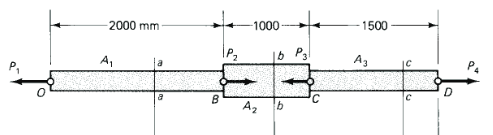 2000 mm 1000 1500
P1 A1 a P2 b P3 A3 c P4
O a B A2 b C c D